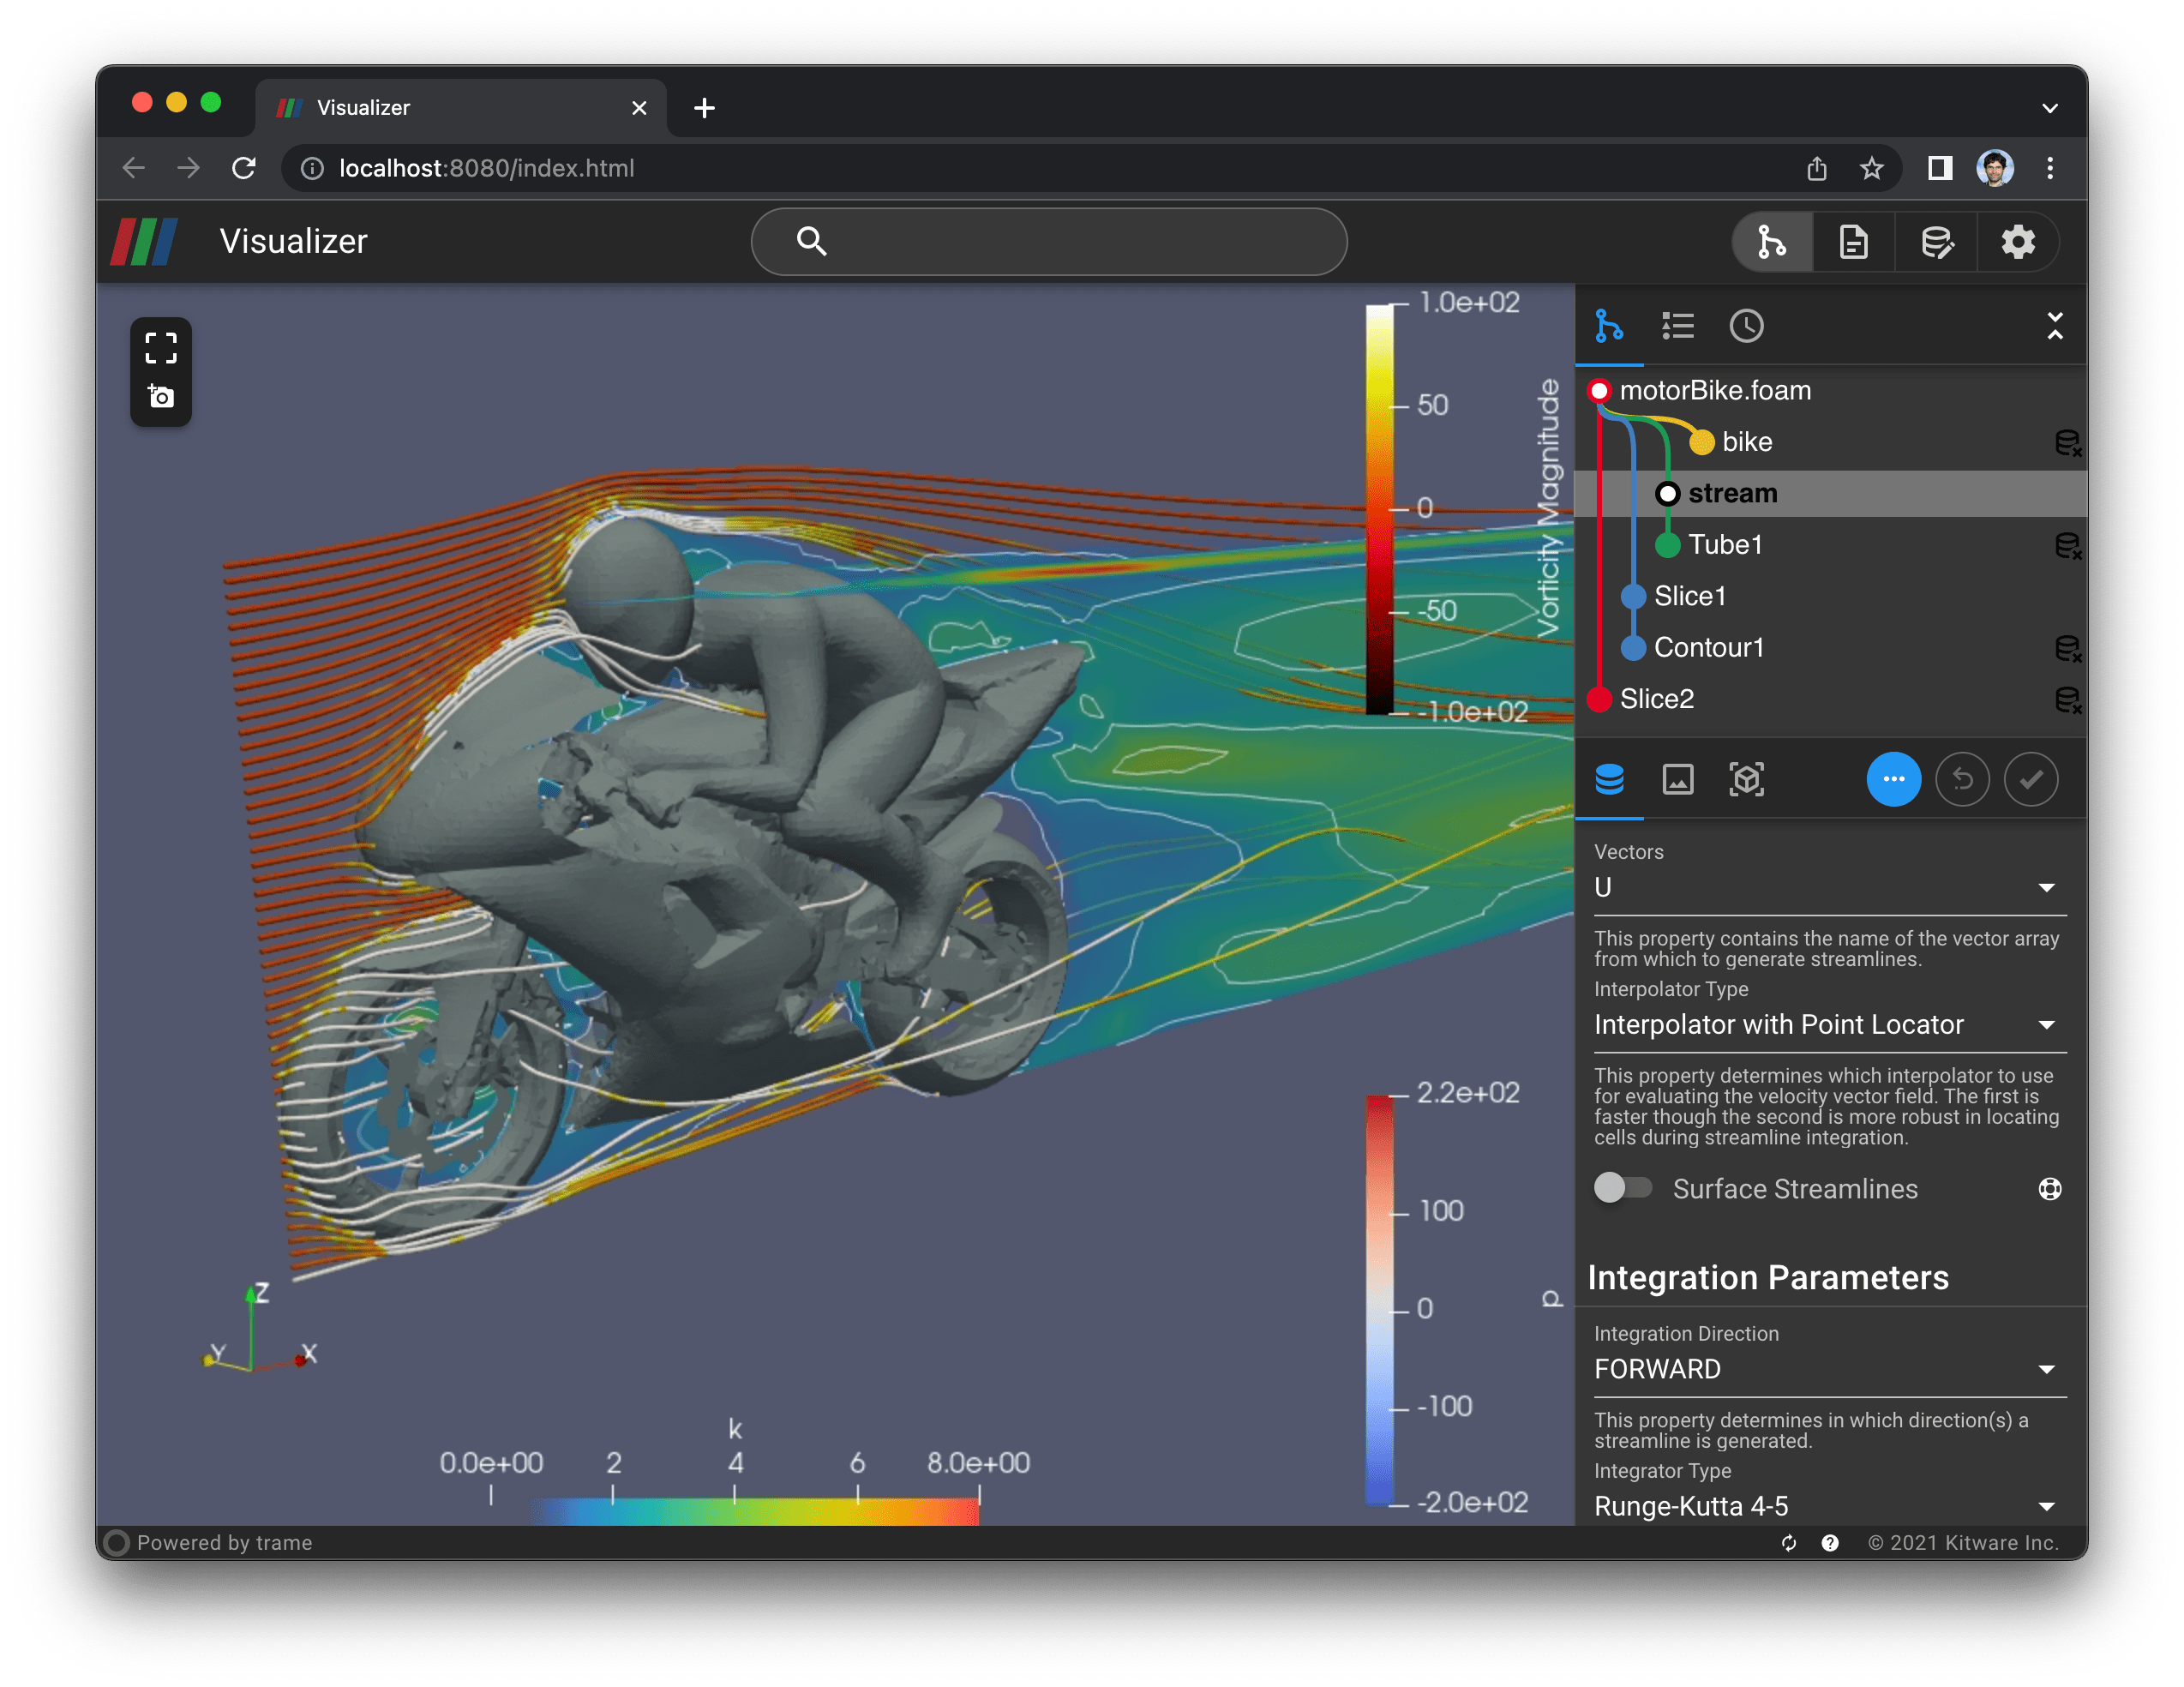 Visualizer
localhost:8080/index.html
Visualizer
1.0e+02
50
0
-50
-1.0e+02
Vorticity Magnitude
2.2e+02
100
0
-100
-2.0e+02
p
Z
Y
X
k
0.0e+00 2 4 6 8.0e+00
motorBike.foam
bike
stream
Tube1
Slice1
Contour1
Slice2
Vectors
U
This property contains the name of the vector array
from which to generate streamlines.
Interpolator Type
Interpolator with Point Locator
This property determines which interpolator to use
for evaluating the velocity vector field. The first is
faster though the second is more robust in locating
cells during streamline integration.
Surface Streamlines
Integration Parameters
Integration Direction
FORWARD
This property determines in which direction(s) a
streamline is generated.
Integrator Type
Runge-Kutta 4-5
Powered by trame
© 2021 Kitware Inc.